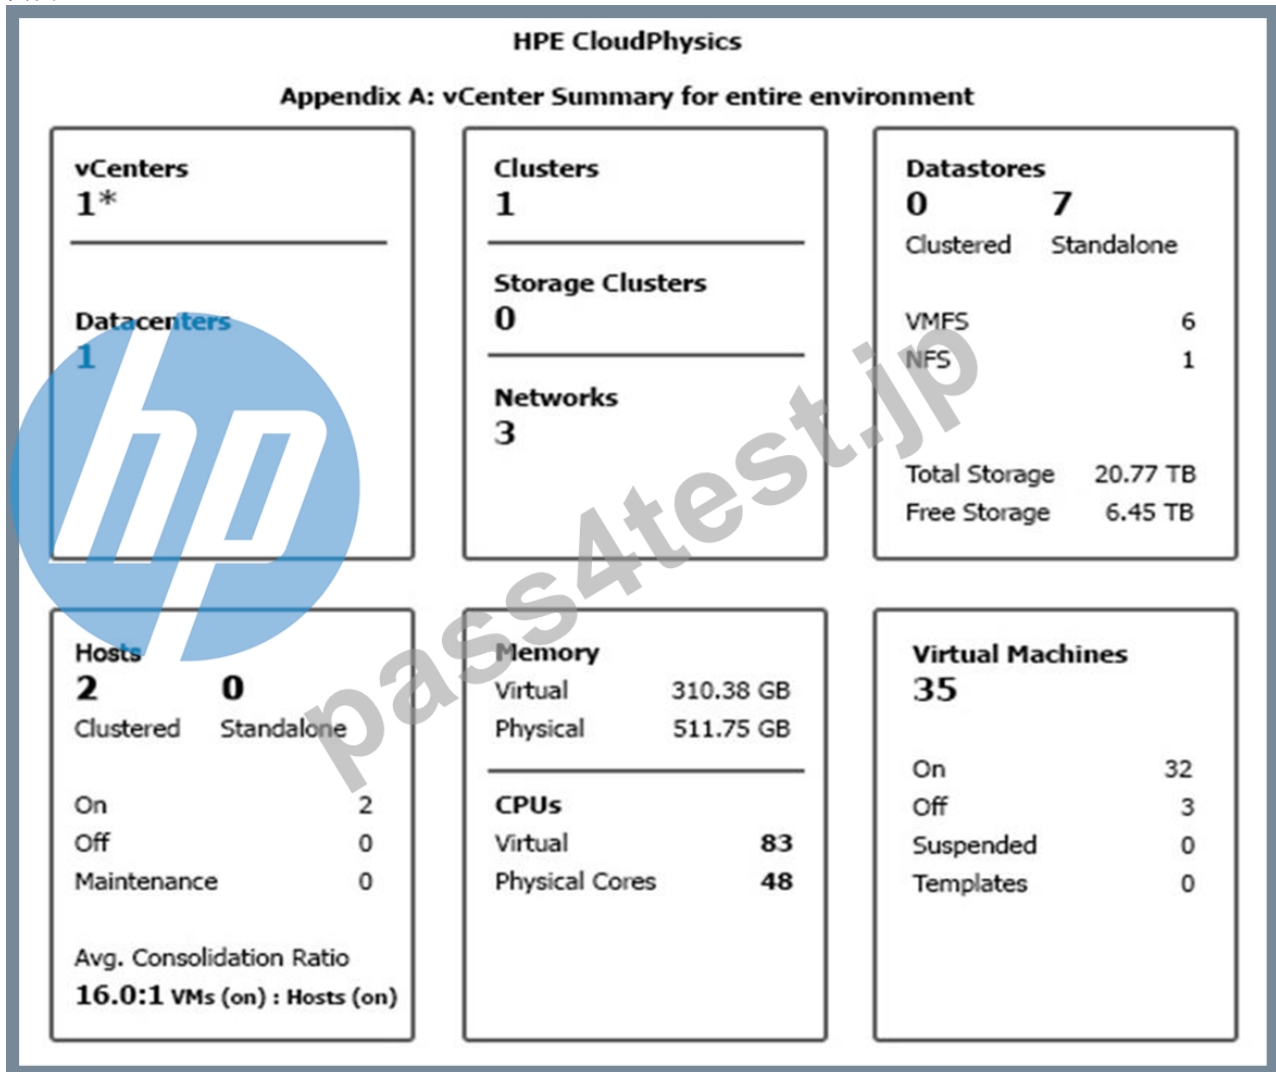 HPE CloudPhysics
Appendix A: vCenter Summary for entire environment
vCenters
1*
Datacenters
1
Clusters
1
Storage Clusters
0
Networks
3
Datastores
0 7
Clustered Standalone
VMFS 6
NFS 1
Total Storage 20.77 TB
Free Storage 6.45 TB
Hosts
2 0
Clustered Standalone
On 2
Off 0
Maintenance 0
Avg. Consolidation Ratio
16.0:1 VMs (on) : Hosts (on)
Memory
Virtual 310.38 GB
Physical 511.75 GB
CPUs
Virtual 83
Physical Cores 48
Virtual Machines
35
On 32
Off 3
Suspended 0
Templates 0
hp
pass4test.jp